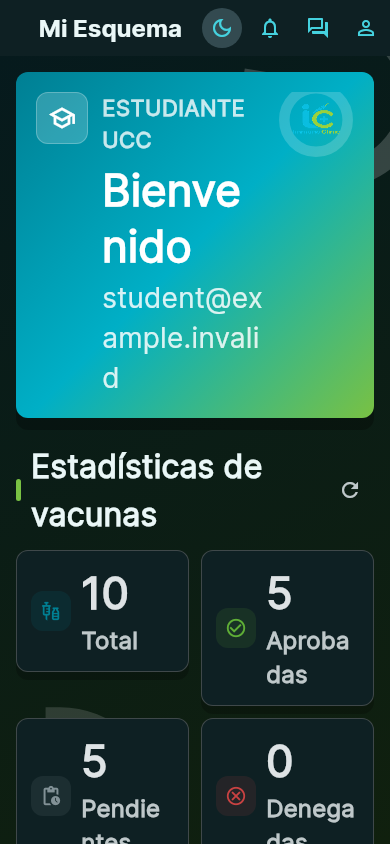 Mi Esquema
ESTUDIANTE
UCC
Bienve
nido
student@ex
ample.invali
d
Estadísticas de
vacunas
10
Total
5
Aproba
das
5
Pendie
ntes
0
Denega
das